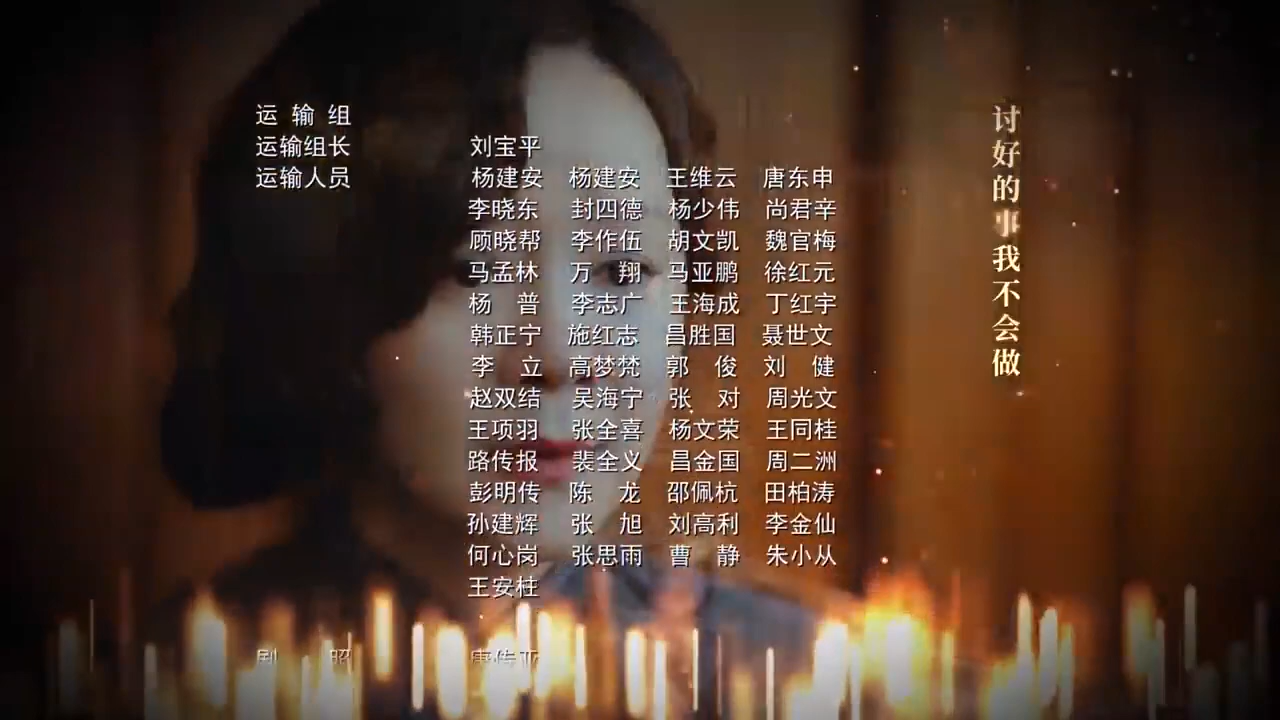 运输组
运输组长 刘宝平
运输人员 杨建安 杨建安 王维云 唐东申
李晓东 封四德 杨少伟 尚君辛
顾晓帮 李作伍 胡文凯 魏官梅
马孟林 万翔 马亚鹏 徐红元
杨普 李志广 王海成 丁红宇
韩正宁 施红志 昌胜国 聂世文
李立 高梦梵 郭俊 刘健
赵双结 吴海宁 张对 周光文
王项羽 张全喜 杨文荣 王同桂
路传报 裴全义 昌金国 周二洲
彭明传 陈龙 邵佩杭 田柏涛
孙建辉 张旭 刘高利 李金仙
何心岗 张思雨 曹静 朱小从
王安柱
剧照
讨好的事我不会做